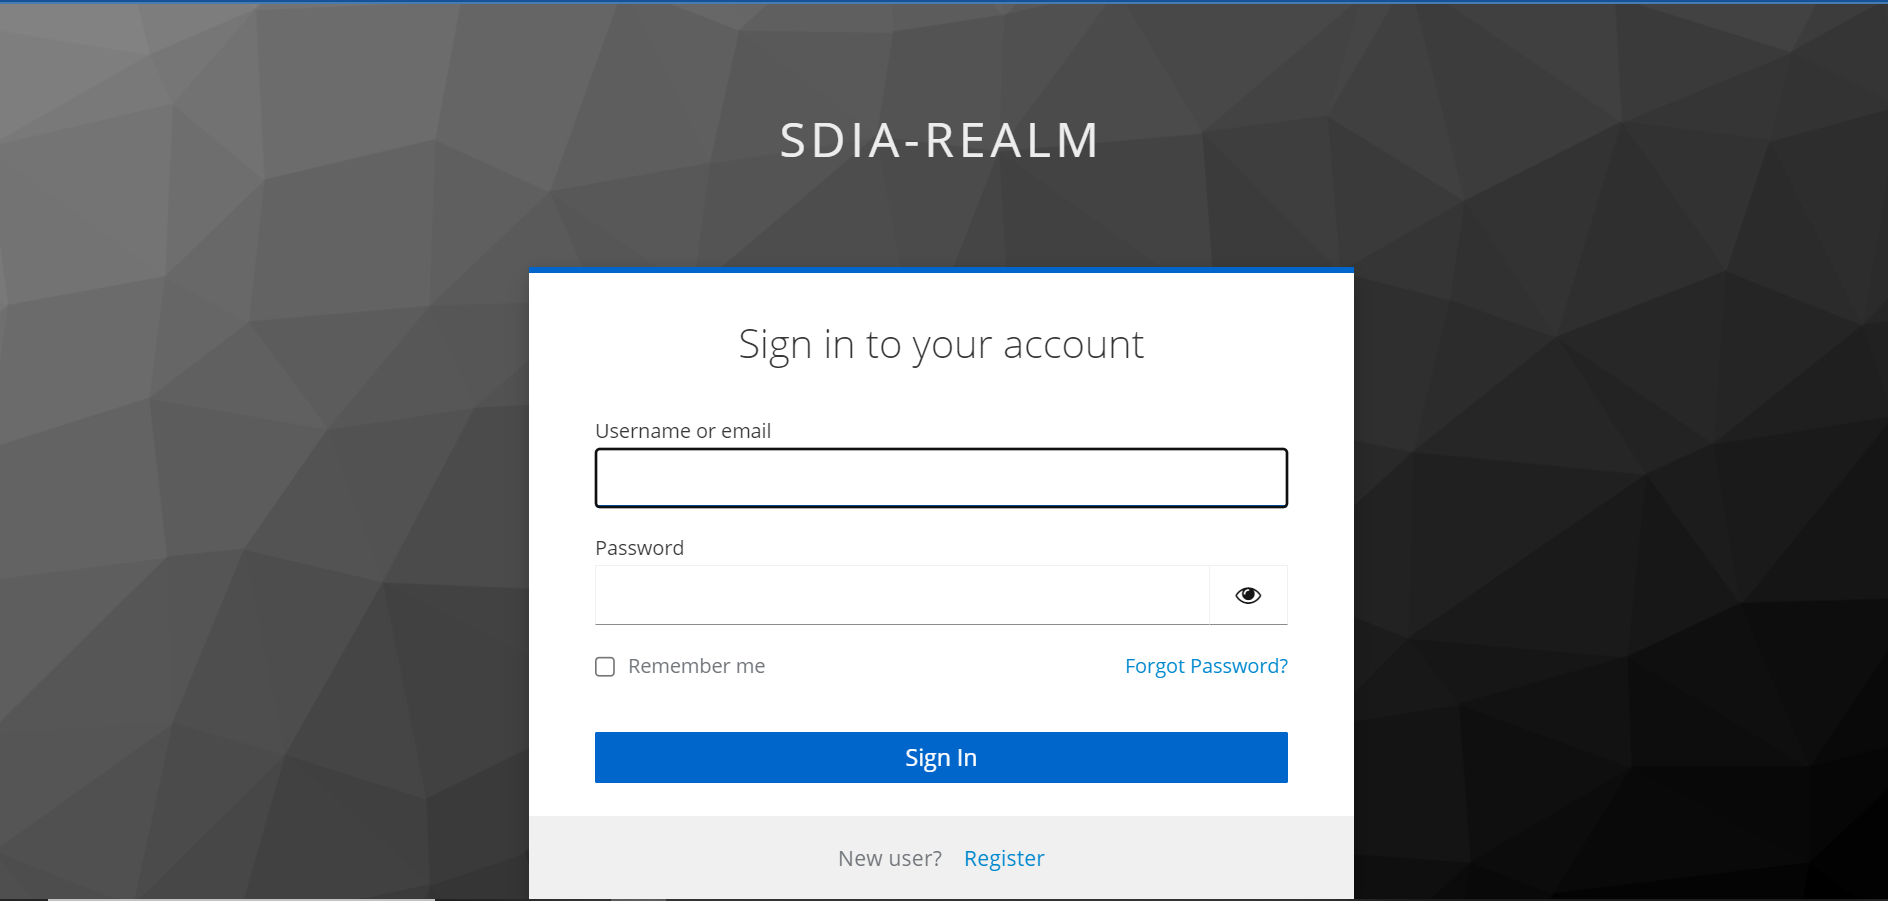 SDIA-REALM
Sign in to your account
Username or email
Password
Remember me
Forgot Password?
Sign In
New user? Register